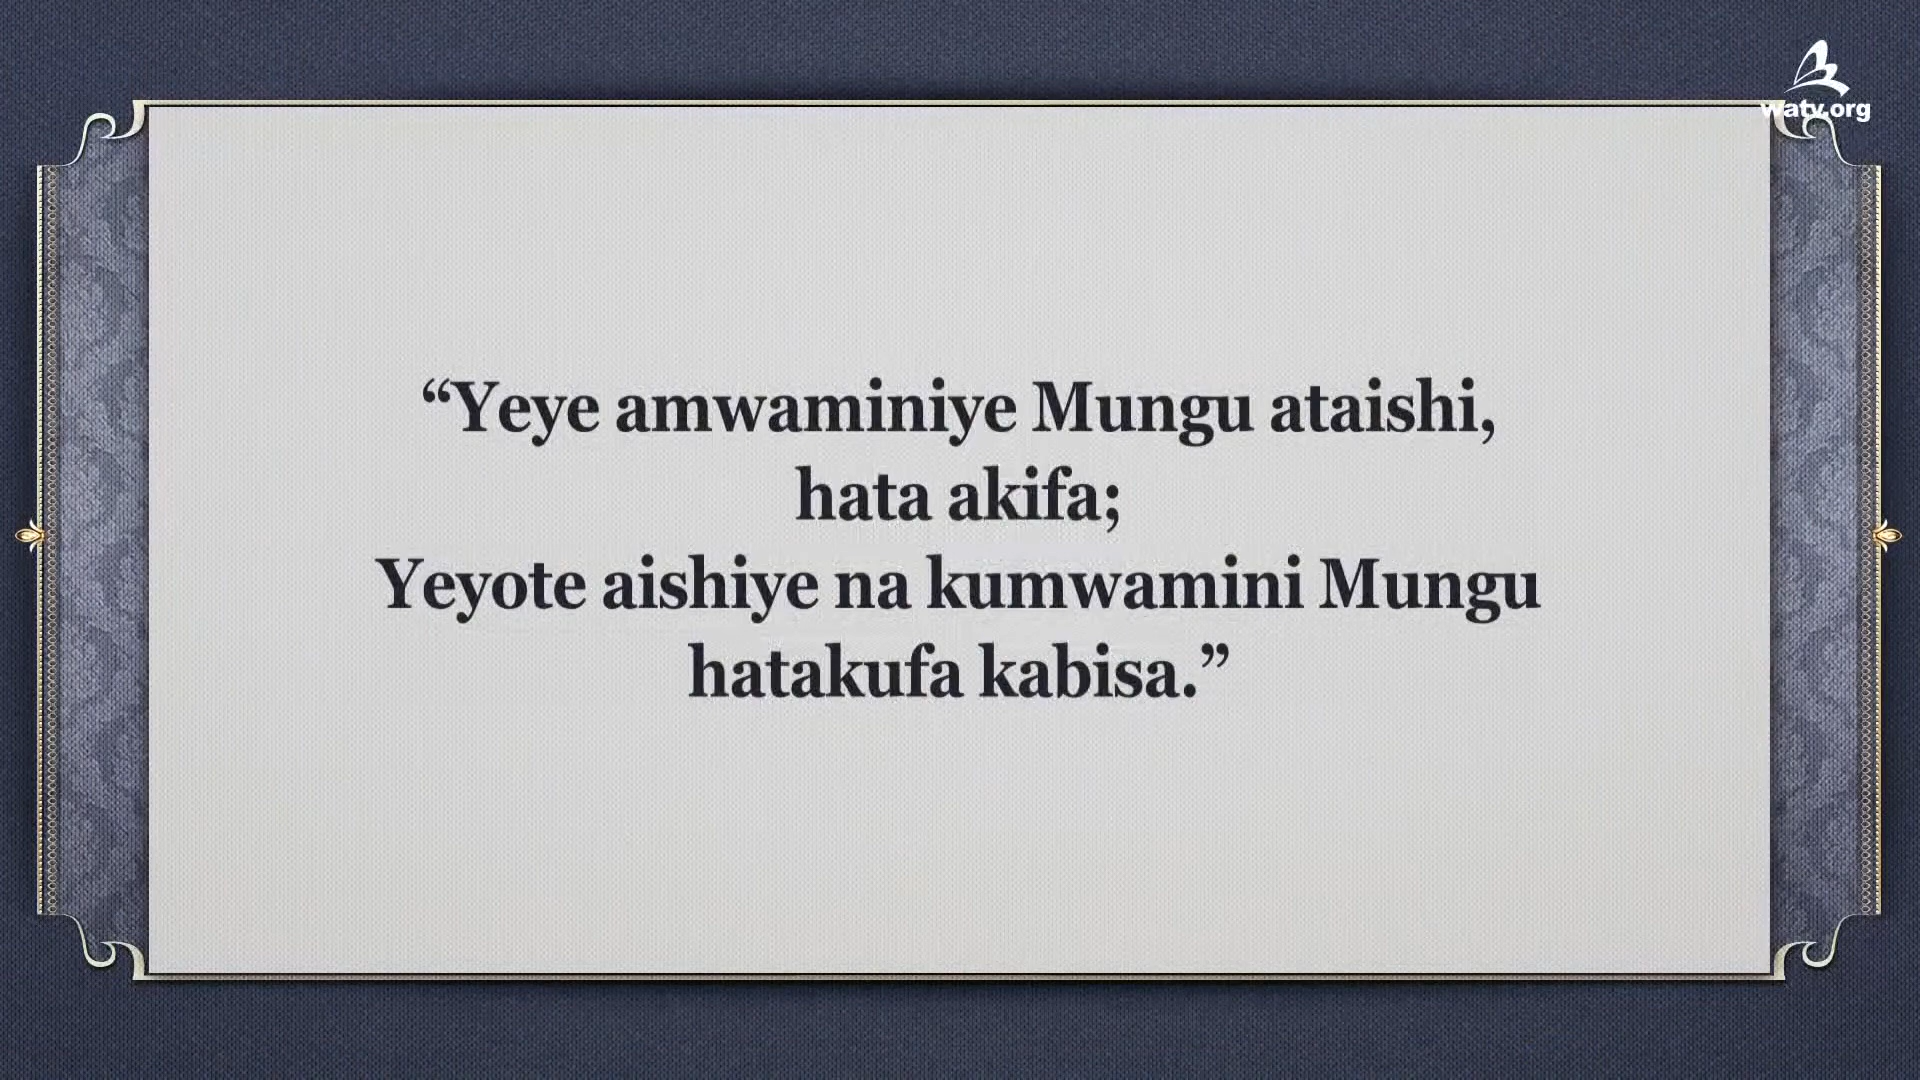 watv.org
“Yeye amwaminiye Mungu ataishi,
hata akifa;
Yeyote aishiye na kumwamini Mungu
hatakufa kabisa.”